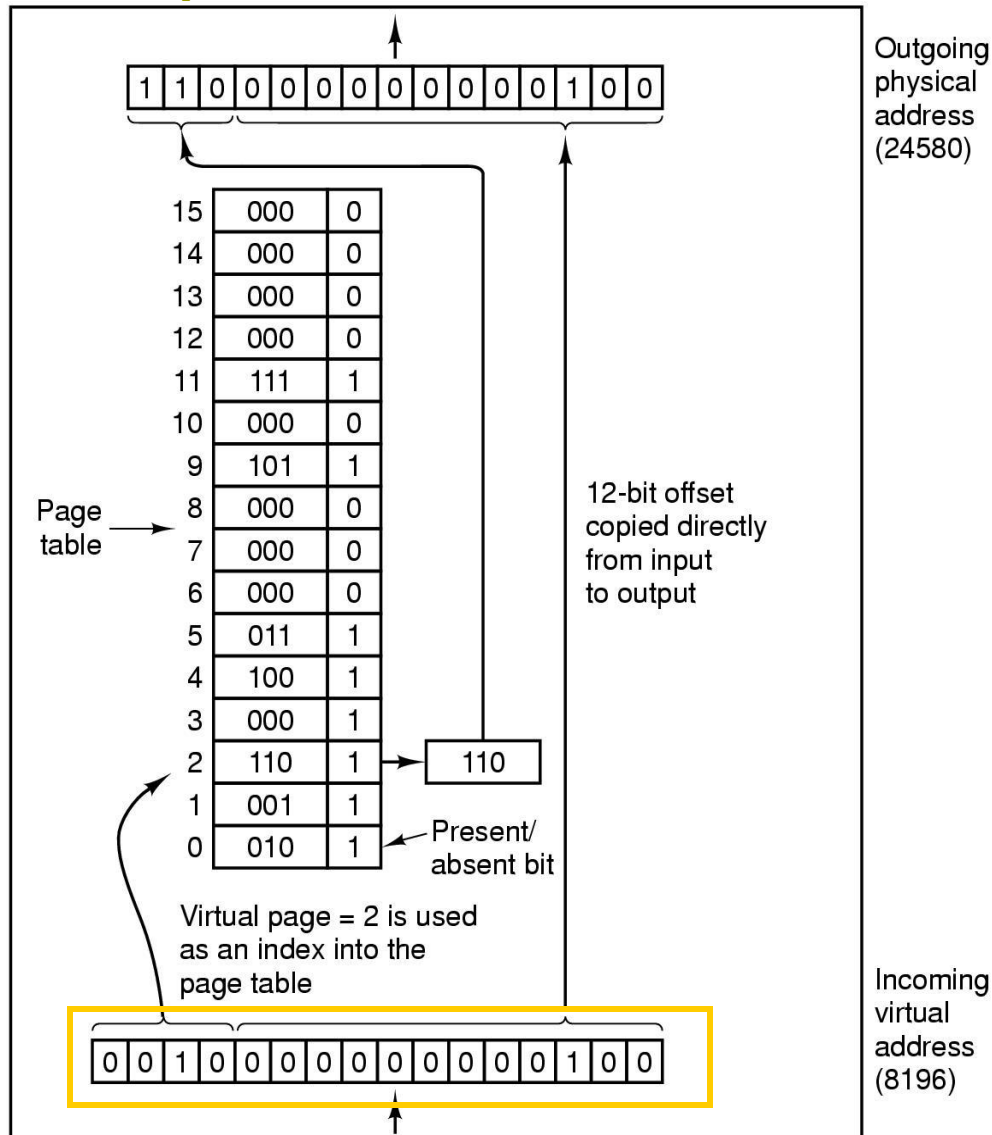 1 1 0 0 0 0 0 0 0 0 0 0 1 0 0
Outgoing
physical
address
(24580)
15 000 0
14 000 0
13 000 0
12 000 0
11 111 1
10 000 0
9 101 1
8 000 0
7 000 0
6 000 0
5 011 1
4 100 1
3 000 1
2 110 1 110
1 001 1
0 010 1
Page
table
12-bit offset
copied directly
from input
to output
Present/
absent bit
Virtual page = 2 is used
as an index into the
page table
0 0 1 0 0 0 0 0 0 0 0 0 0 1 0 0
Incoming
virtual
address
(8196)